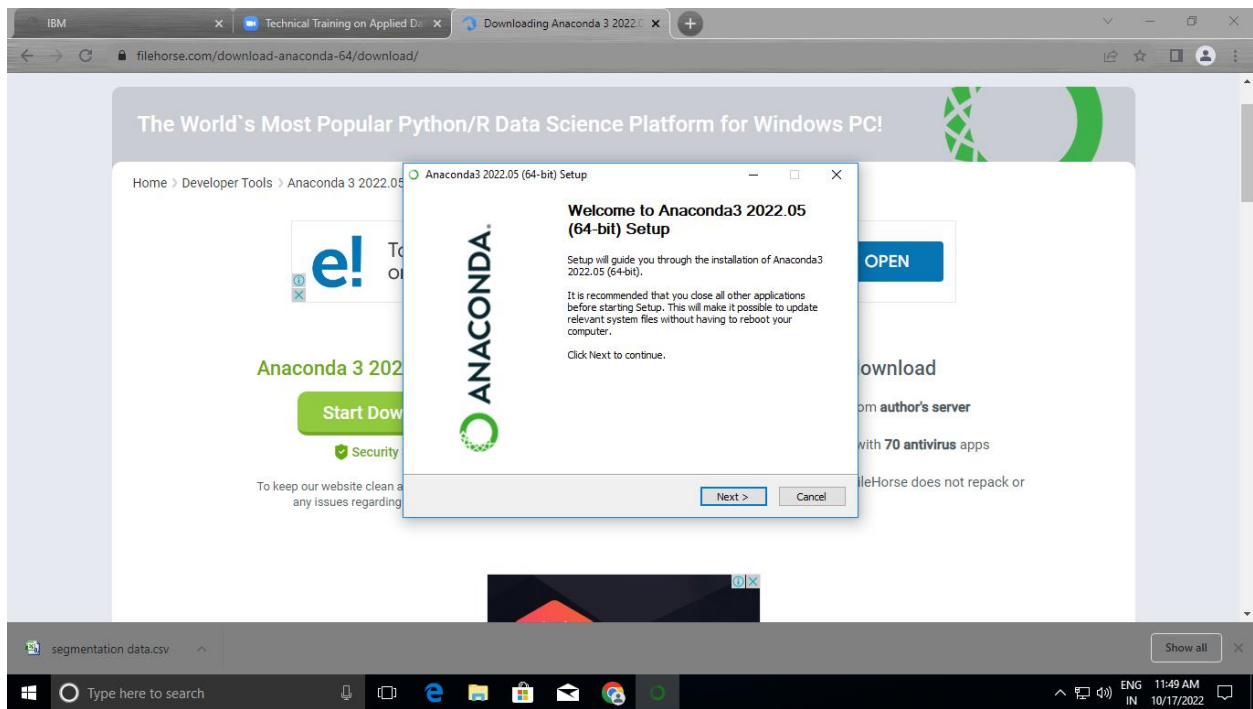 IBM
Technical Training on Applied Da
Downloading Anaconda 3 2022.0
filehorse.com/download-anaconda-64/download/
The World`s Most Popular Python/R Data Science Platform for Windows PC!
Home > Developer Tools > Anaconda 3 2022.05
e!
OPEN
Anaconda 3 202
ownload
Start Dow
om author's server
Security
with 70 antivirus apps
To keep our website clean a
ileHorse does not repack or
any issues regarding
Anaconda3 2022.05 (64-bit) Setup
ANACONDA.
Welcome to Anaconda3 2022.05
(64-bit) Setup
Setup will guide you through the installation of Anaconda3
2022.05 (64-bit).
It is recommended that you close all other applications
before starting Setup. This will make it possible to update
relevant system files without having to reboot your
computer.
Click Next to continue.
Next >
Cancel
segmentation data.csv
Show all
Type here to search
ENG
IN
11:49 AM
10/17/2022